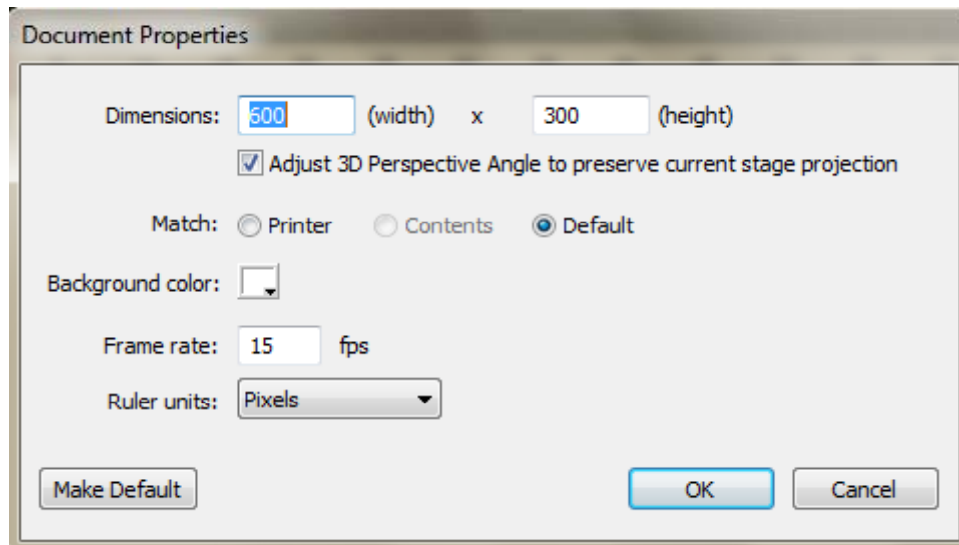 Document Properties
Dimensions: 600 (width) x 300 (height)
Adjust 3D Perspective Angle to preserve current stage projection
Match: Printer Contents Default
Background color:
Frame rate: 15 fps
Ruler units: Pixels
Make Default OK Cancel